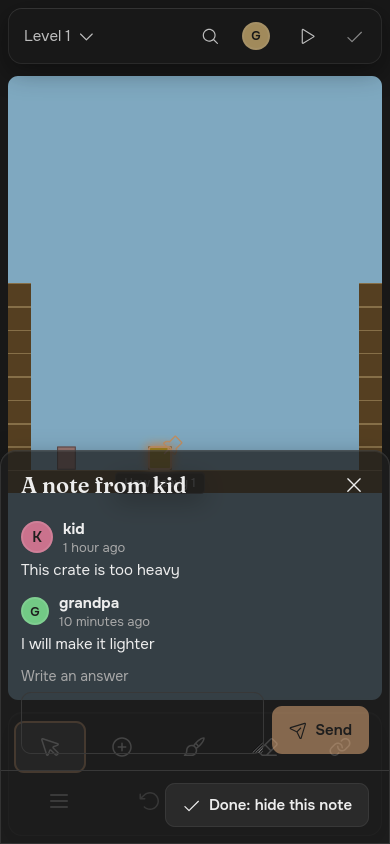 Level 1
G
A note from kid
K
kid
1 hour ago
This crate is too heavy
G
grandpa
10 minutes ago
I will make it lighter
Write an answer
Send
Done: hide this note